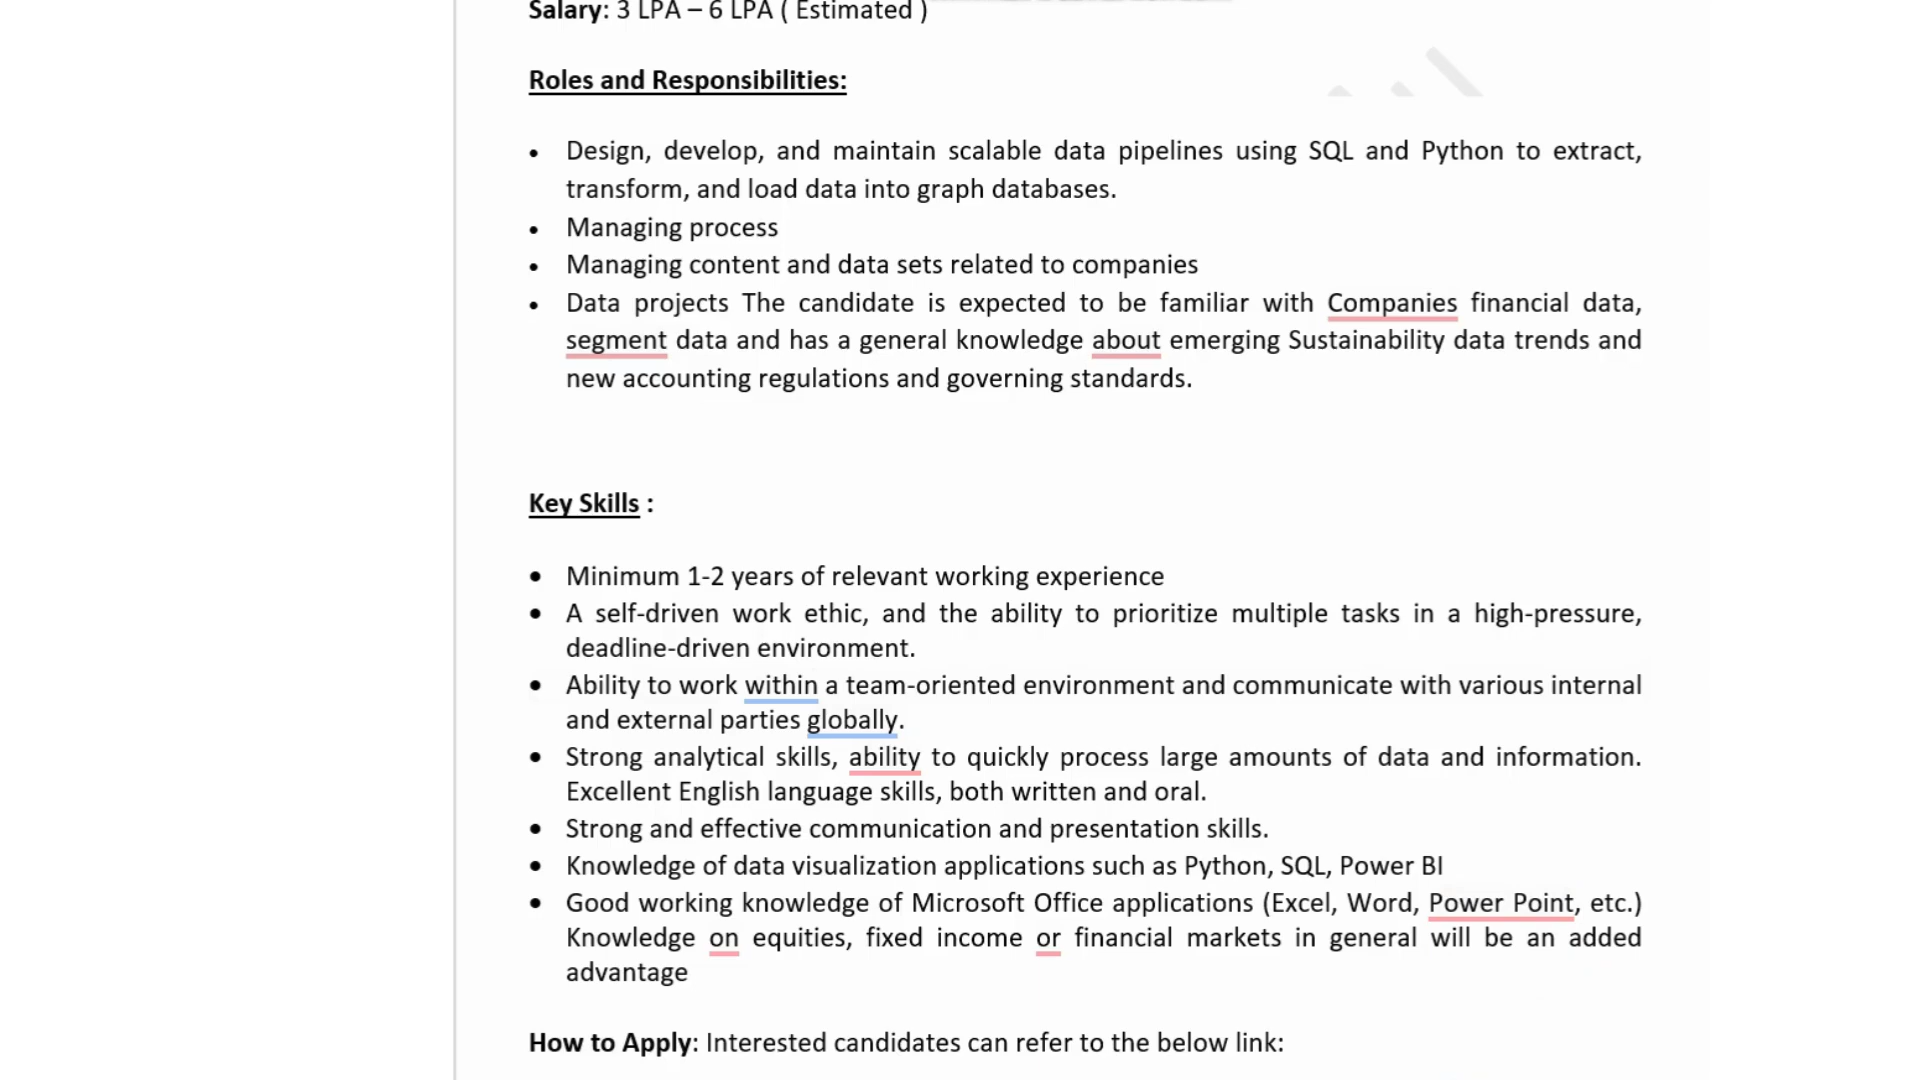 Salary: 3 LPA – 6 LPA ( Estimated )
Roles and Responsibilities:
• Design, develop, and maintain scalable data pipelines using SQL and Python to extract,
transform, and load data into graph databases.
• Managing process
• Managing content and data sets related to companies
• Data projects The candidate is expected to be familiar with Companies financial data,
segment data and has a general knowledge about emerging Sustainability data trends and
new accounting regulations and governing standards.
Key Skills :
• Minimum 1-2 years of relevant working experience
• A self-driven work ethic, and the ability to prioritize multiple tasks in a high-pressure,
deadline-driven environment.
• Ability to work within a team-oriented environment and communicate with various internal
and external parties globally.
• Strong analytical skills, ability to quickly process large amounts of data and information.
Excellent English language skills, both written and oral.
• Strong and effective communication and presentation skills.
• Knowledge of data visualization applications such as Python, SQL, Power BI
• Good working knowledge of Microsoft Office applications (Excel, Word, Power Point, etc.)
Knowledge on equities, fixed income or financial markets in general will be an added
advantage
How to Apply: Interested candidates can refer to the below link: